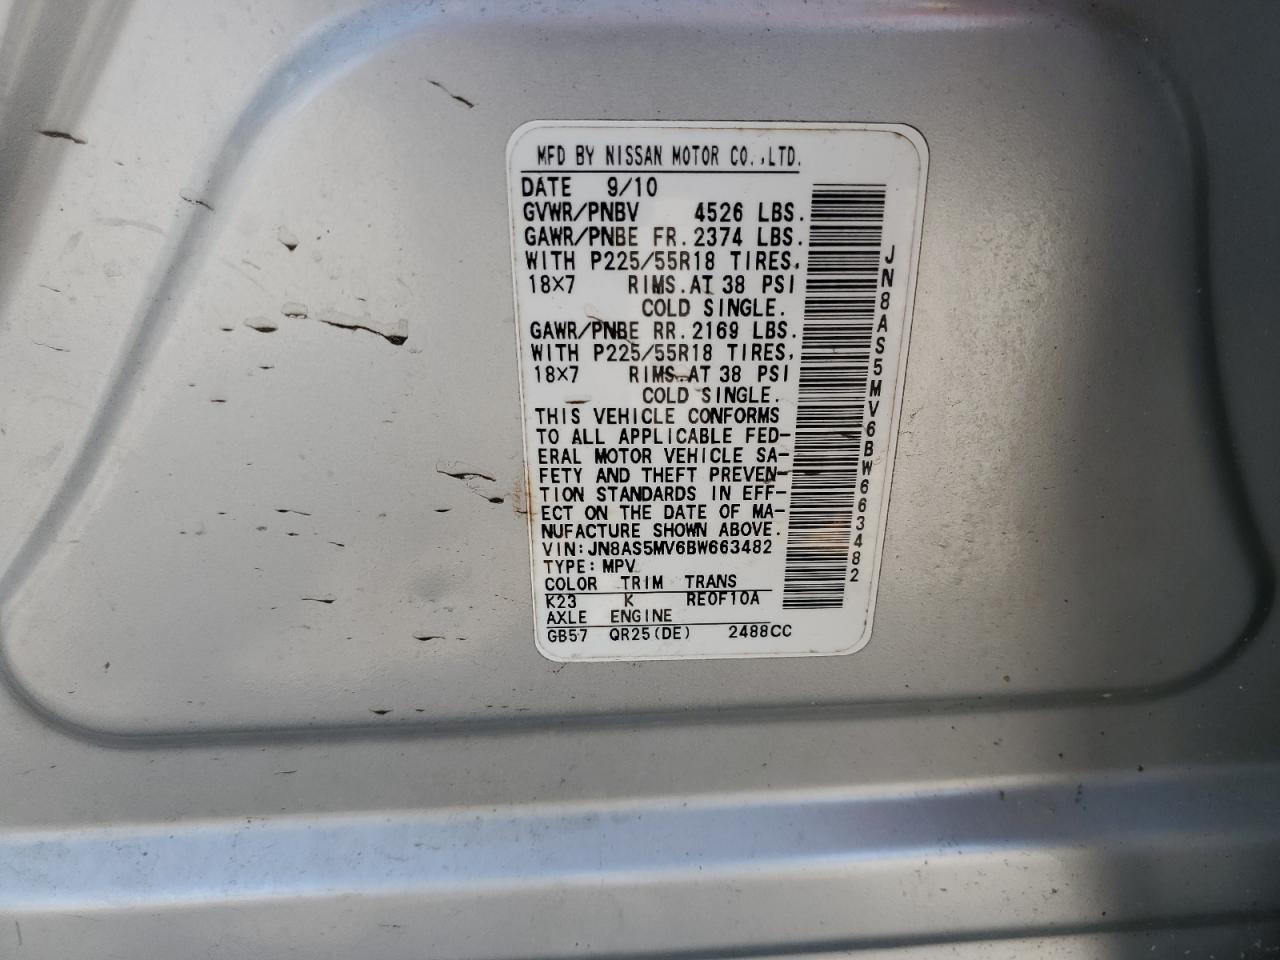 MFD BY NISSAN MOTOR CO.,LTD.
DATE 9/10
GVWR/PNBV 4526 LBS.
GAWR/PNBE FR. 2374 LBS.
WITH P225/55R18 TIRES,
18×7 RIMS.AT 38 PSI
COLD SINGLE.
GAWR/PNBE RR. 2169 LBS.
WITH P225/55R18 TIRES,
18×7 RIMS.AT 38 PSI
COLD SINGLE.
THIS VEHICLE CONFORMS
TO ALL APPLICABLE FED-
ERAL MOTOR VEHICLE SA-
FETY AND THEFT PREVEN-
TION STANDARDS IN EFF-
ECT ON THE DATE OF MA-
NUFACTURE SHOWN ABOVE.
VIN:JN8AS5MV6BW663482
TYPE:MPV
COLOR TRIM TRANS
K23 K RE0F10A
AXLE ENGINE
GB57 QR25(DE) 2488CC
JN8AS5MV6BW663482